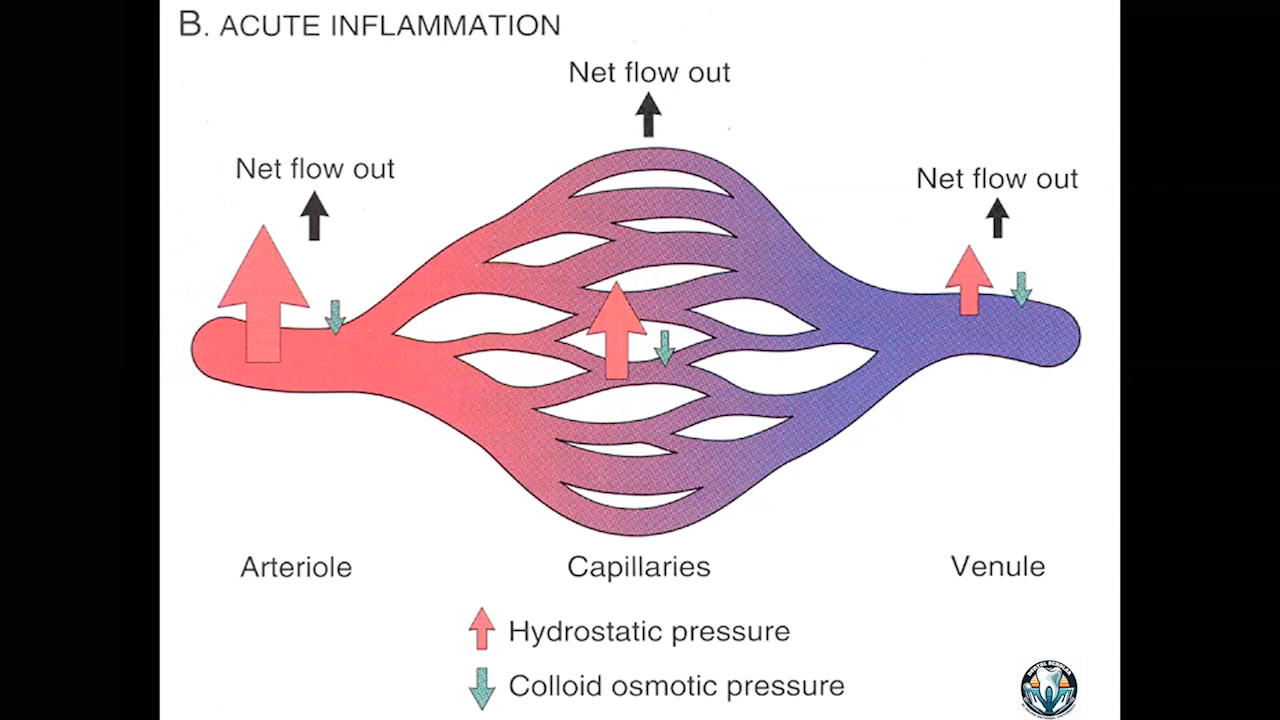 B. ACUTE INFLAMMATION
Net flow out
Net flow out
Net flow out
Arteriole
Capillaries
Venule
Hydrostatic pressure
Colloid osmotic pressure